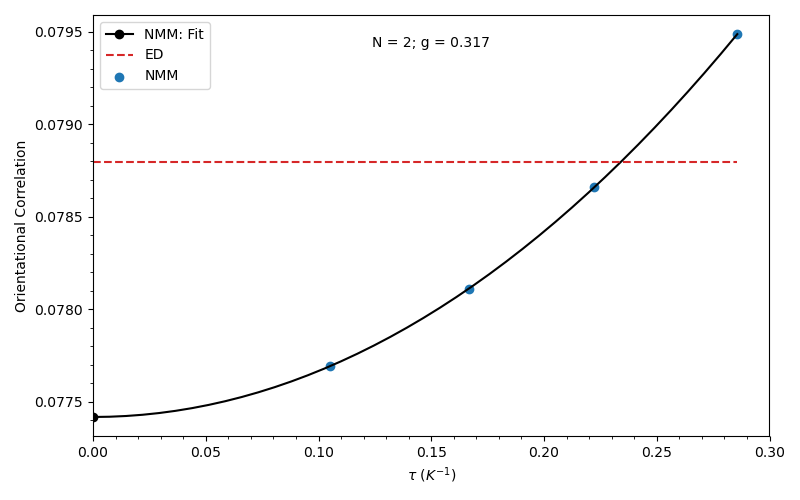 NMM: Fit
ED
NMM
N = 2; g = 0.317
Orientational Correlation
0.0795
0.0790
0.0785
0.0780
0.0775
0.00 0.05 0.10 0.15 0.20 0.25 0.30
τ (K⁻¹)